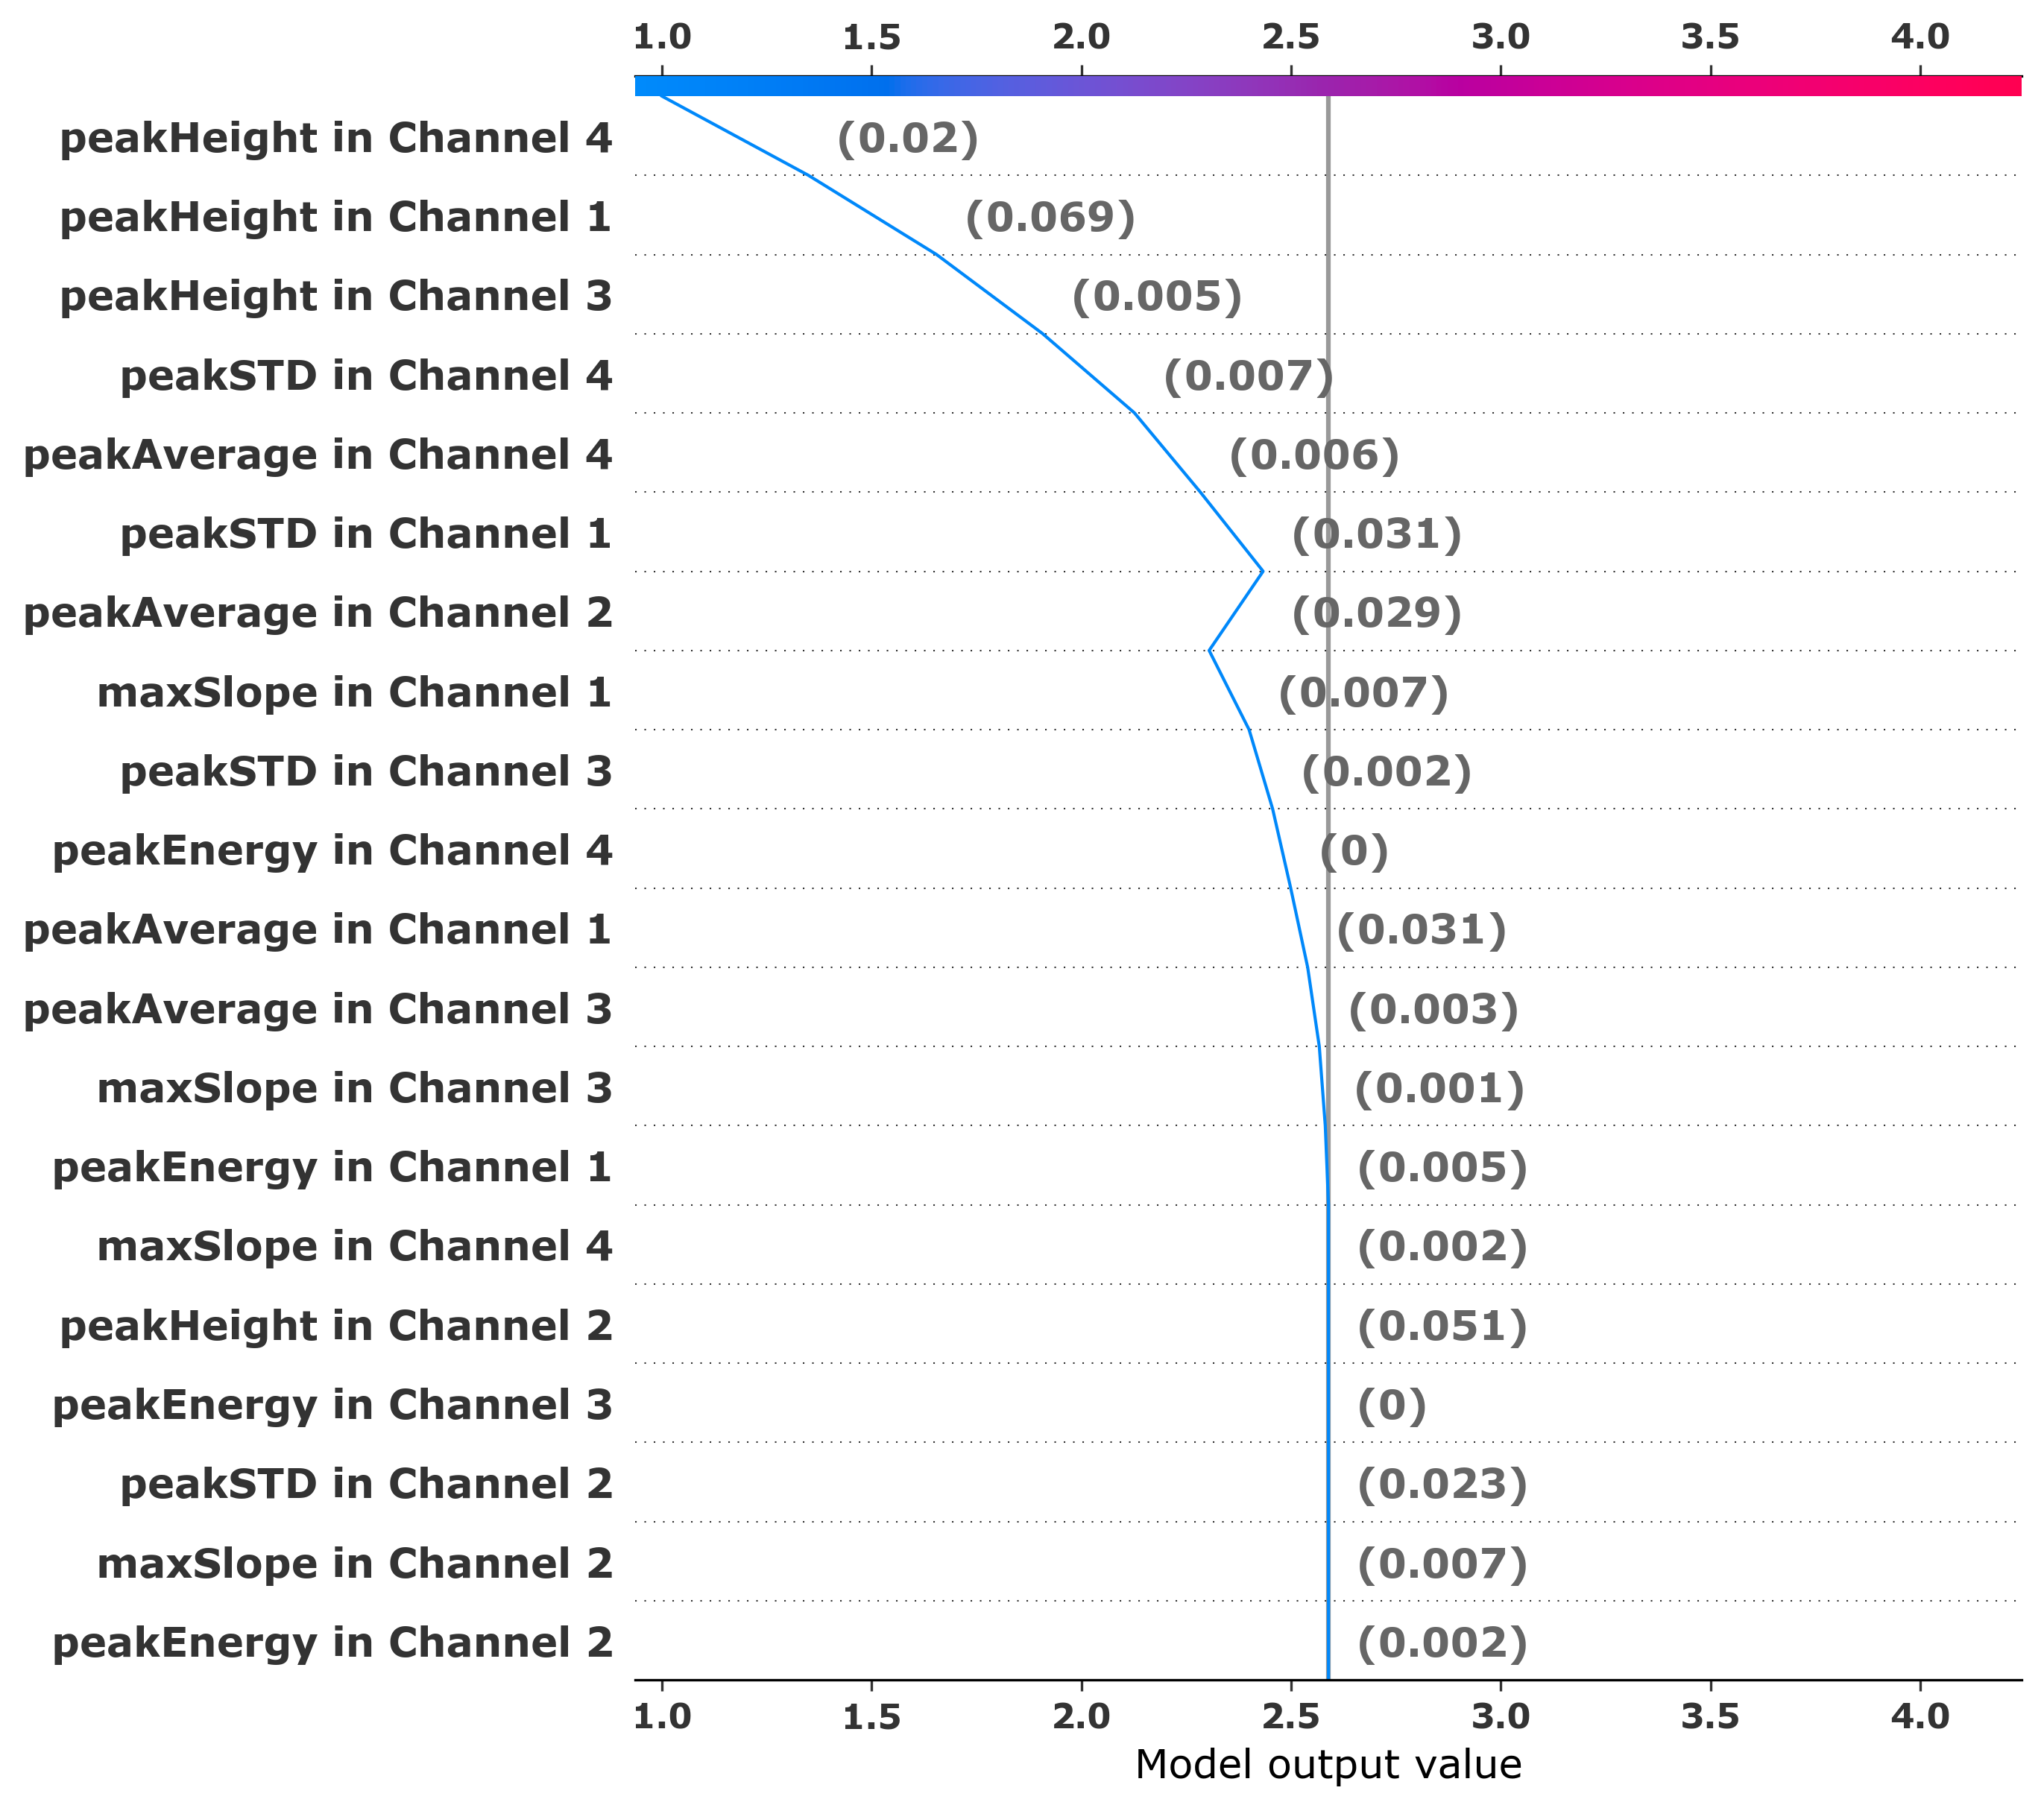 1.0 1.5 2.0 2.5 3.0 3.5 4.0
peakHeight in Channel 4 (0.02)
peakHeight in Channel 1 (0.069)
peakHeight in Channel 3 (0.005)
peakSTD in Channel 4 (0.007)
peakAverage in Channel 4 (0.006)
peakSTD in Channel 1 (0.031)
peakAverage in Channel 2 (0.029)
maxSlope in Channel 1 (0.007)
peakSTD in Channel 3 (0.002)
peakEnergy in Channel 4 (0)
peakAverage in Channel 1 (0.031)
peakAverage in Channel 3 (0.003)
maxSlope in Channel 3 (0.001)
peakEnergy in Channel 1 (0.005)
maxSlope in Channel 4 (0.002)
peakHeight in Channel 2 (0.051)
peakEnergy in Channel 3 (0)
peakSTD in Channel 2 (0.023)
maxSlope in Channel 2 (0.007)
peakEnergy in Channel 2 (0.002)
1.0 1.5 2.0 2.5 3.0 3.5 4.0
Model output value